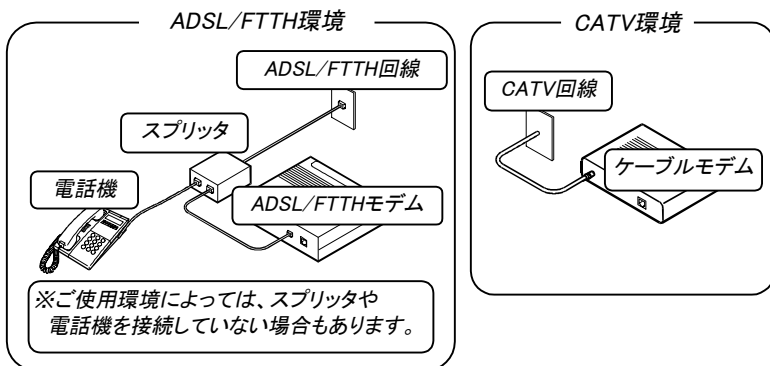 ADSL/FTTH環境
ADSL/FTTH回線
スプリッタ
電話機
ADSL/FTTHモデム
※ご使用環境によっては、スプリッタや
電話機を接続していない場合もあります。
CATV環境
CATV回線
ケーブルモデム